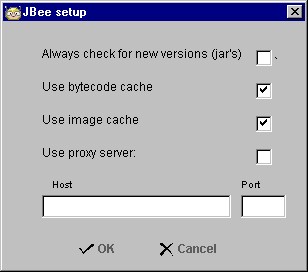 JBee setup
Always check for new versions (jar's)
Use bytecode cache
Use image cache
Use proxy server:
Host Port
OK Cancel